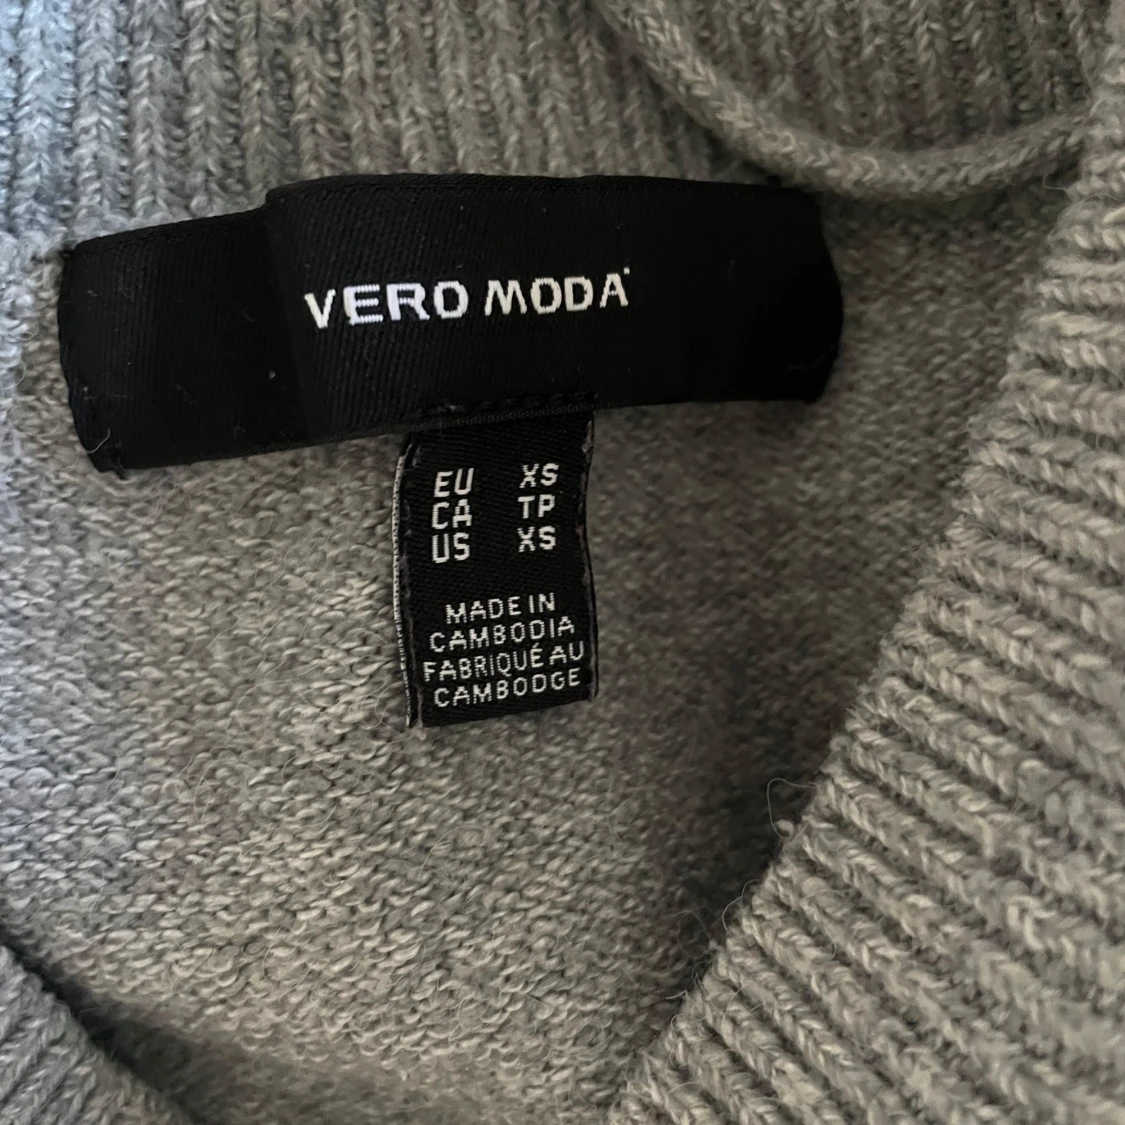 VERO MODA
EU XS
CA TP
US XS
MADE IN
CAMBODIA
FABRIQUÉ AU
CAMBODGE